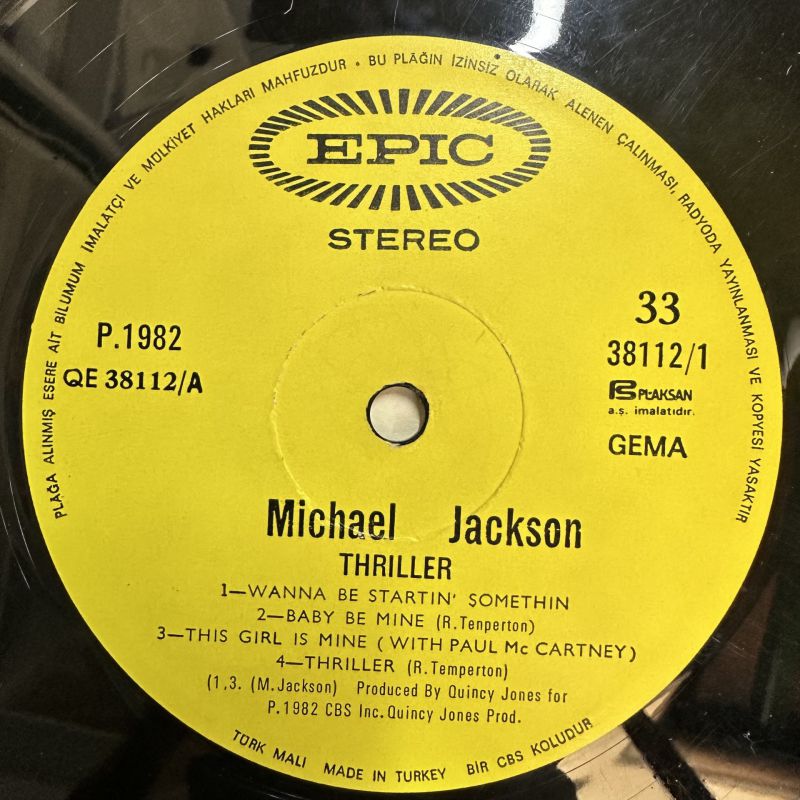 PLAĞA ALINMIŞ ESERE AİT BİLUMUM İMALATÇI VE MÜLKİYET HAKLARI MAHFUZDUR . BU PLÂĞIN İZİNSİZ OLARAK ALENEN ÇALINMASI, RADYODA YAYINLANMASI VE KOPYESİ YASAKTIR
EPIC
STEREO
P.1982
QE 38112/A
33
38112/1
PLAKSAN
a.ş. imalatıdır.
GEMA
Michael Jackson
THRILLER
1—WANNA BE STARTIN' ŞOMETHIN
2—BABY BE MINE (R.Tenperton)
3—THIS GIRL IS MINE (WITH PAUL Mc CARTNEY)
4—THRILLER (R.Temperton)
(1,3. (M.Jackson) Produced By Quincy Jones for
P.1982 CBS Inc.Quincy Jones Prod.
TÜRK MALI MADE IN TURKEY BİR CBS KOLUDUR